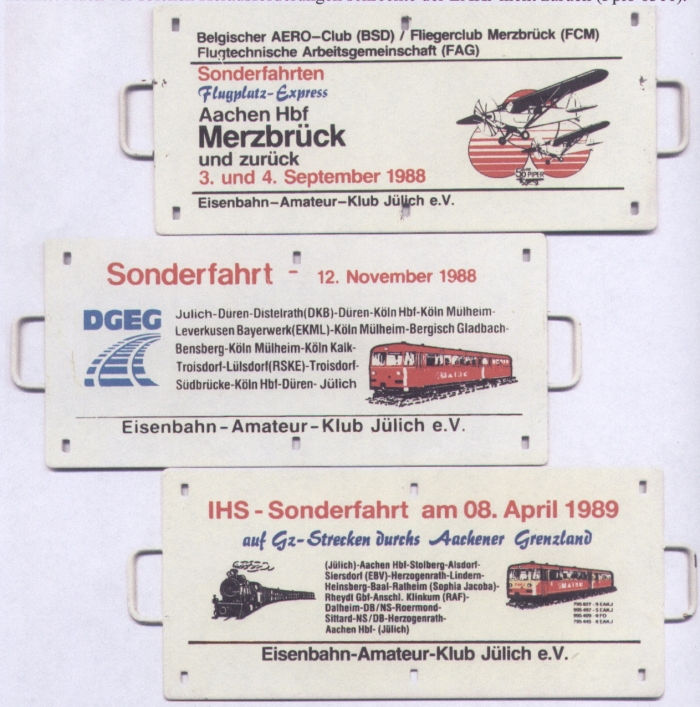 Belgischer AERO-Club (BSD) / Fliegerclub Merzbrück (FCM)
Flugtechnische Arbeitsgemeinschaft (FAG)
Sonderfahrten
Flugplatz-Express
Aachen Hbf
Merzbrück
und zurück
3. und 4. September 1988
50 PIPER
Eisenbahn-Amateur-Klub Jülich e.V.
Sonderfahrt - 12. November 1988
DGEG
Jülich-Düren-Distelrath(DKB)-Düren-Köln Hbf-Köln Mülheim-
Leverkusen Bayerwerk(EKML)-Köln Mülheim-Bergisch Gladbach-
Bensberg-Köln Mülheim-Köln Kalk-
Troisdorf-Lülsdorf(RSKE)-Troisdorf-
Südbrücke-Köln Hbf-Düren- Jülich
Eisenbahn-Amateur-Klub Jülich e.V.
IHS - Sonderfahrt am 08. April 1989
auf Gz-Strecken durchs Aachener Grenzland
(Jülich)-Aachen Hbf-Stolberg-Alsdorf-
Siersdorf (EBV)-Herzogenrath-Lindern-
Heinsberg-Baal-Ratheim (Sophia Jacoba)-
Rheydt Gbf-Anschl. Klinkum (RAF)-
Dalheim-DB/NS-Roermond-
Sittard-NS/DB-Herzogenrath-
Aachen Hbf- (Jülich)
Eisenbahn-Amateur-Klub Jülich e.V.